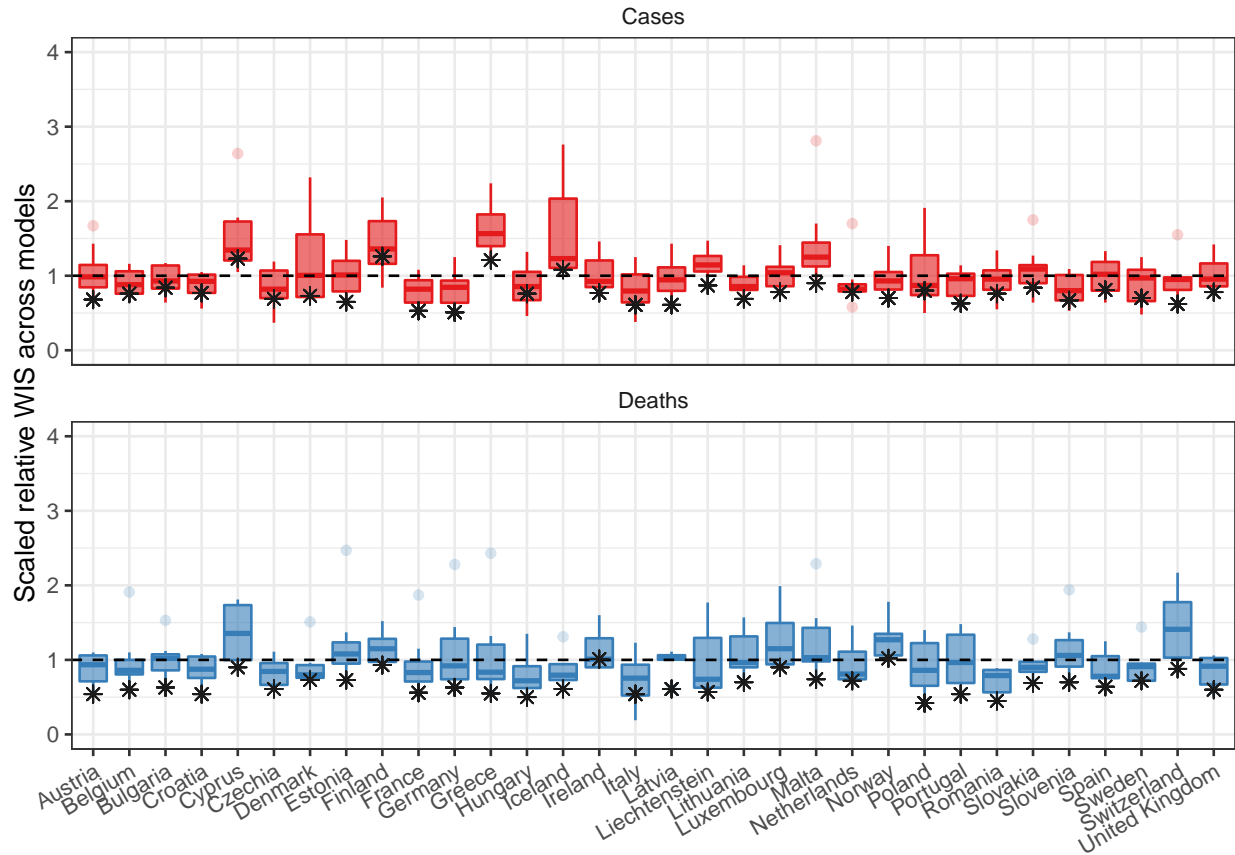 Cases
Scaled relative WIS across models
4
3
2
1
0
Deaths
4
3
2
1
0
Austria
Belgium
Bulgaria
Croatia
Cyprus
Czechia
Denmark
Estonia
Finland
France
Germany
Greece
Hungary
Iceland
Ireland
Italy
Latvia
Liechtenstein
Lithuania
Luxembourg
Malta
Netherlands
Norway
Poland
Portugal
Romania
Slovakia
Slovenia
Spain
Sweden
Switzerland
United Kingdom